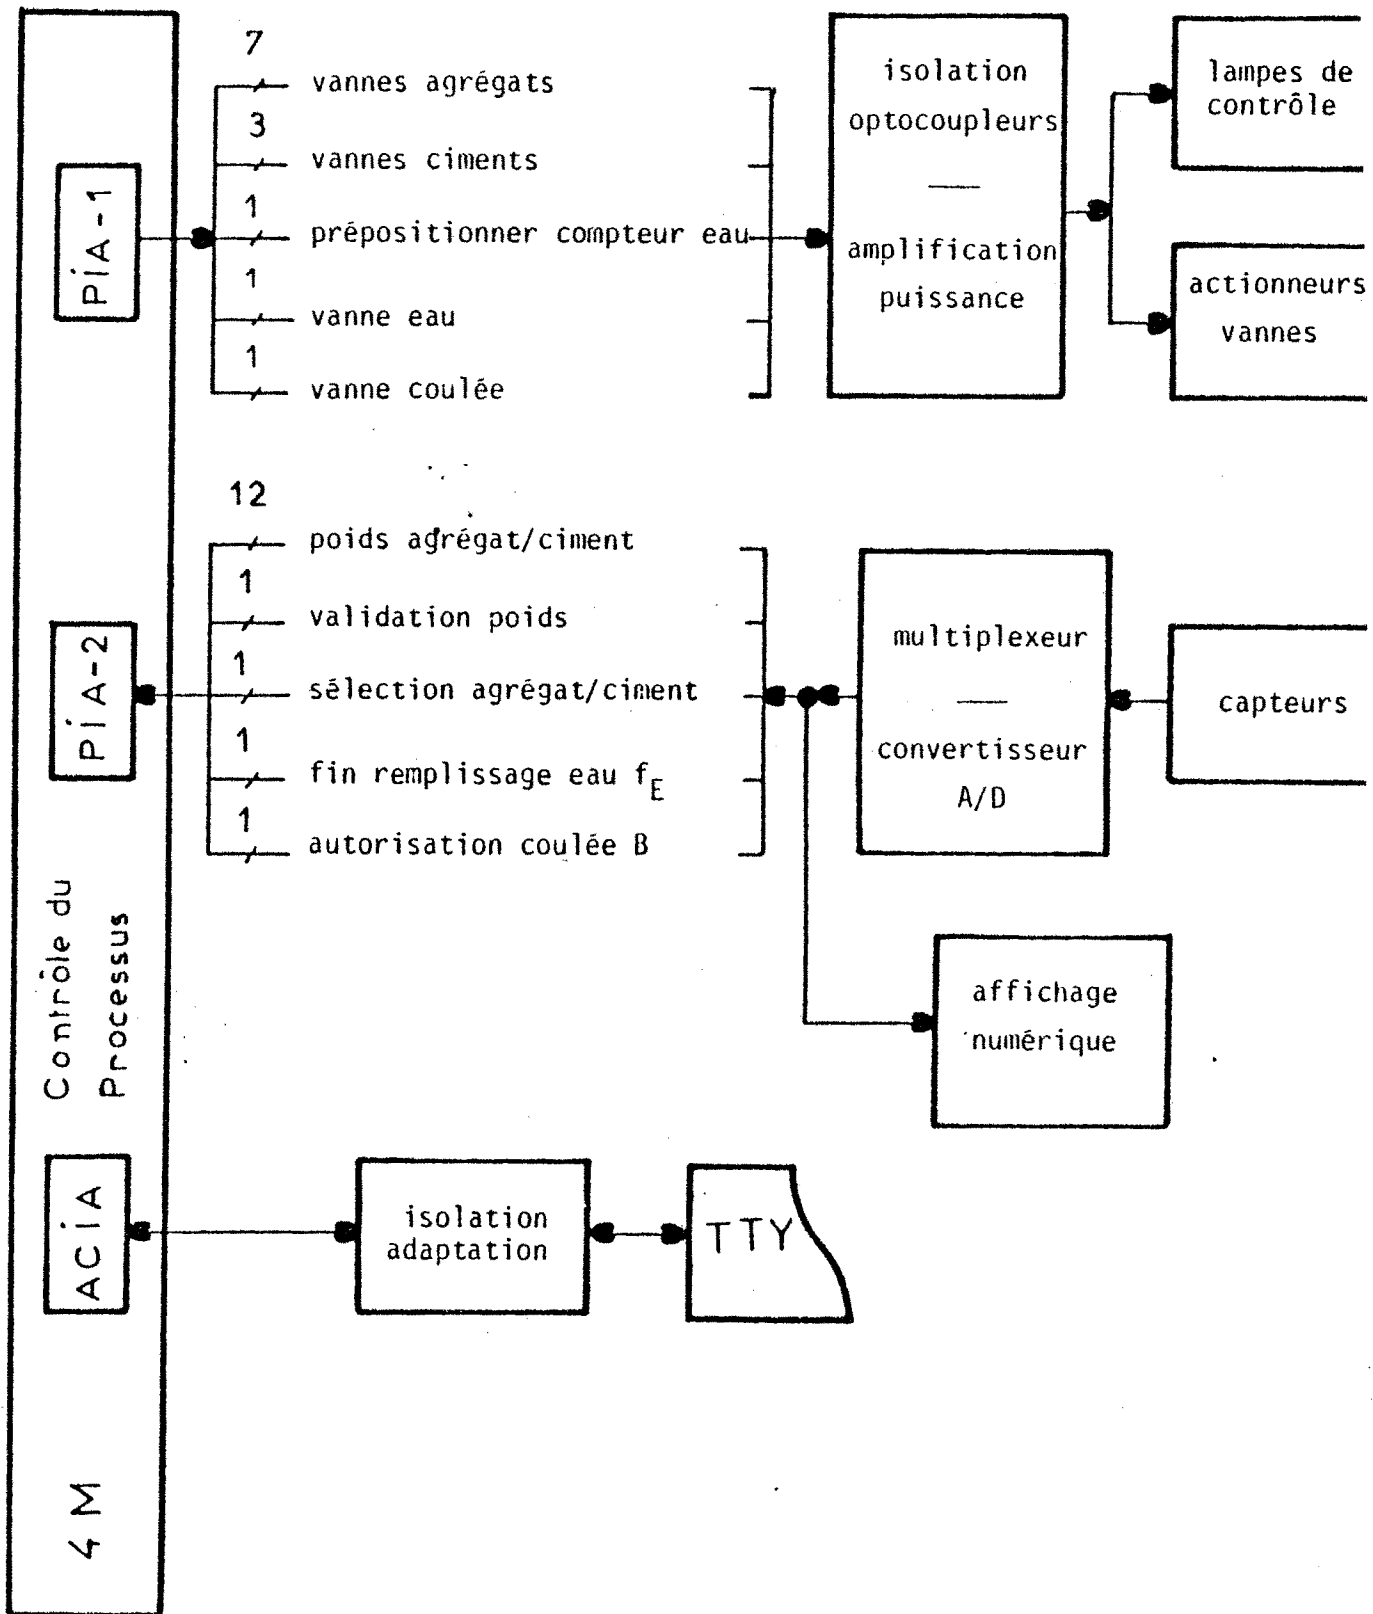 7
vannes agrégats
3
vannes ciments
1
prépositionner compteur eau
1
vanne eau
1
vanne coulée
PiA-1
isolation
optocoupleurs
amplification
puissance
lampes de
contrôle
actionneurs
vannes
12
poids agrégat/ciment
1
validation poids
1
sélection agrégat/ciment
1
fin remplissage eau fE
1
autorisation coulée B
PiA-2
multiplexeur
convertisseur
A/D
capteurs
affichage
numérique
Contrôle du
Processus
ACiA
isolation
adaptation
TTY
4 M